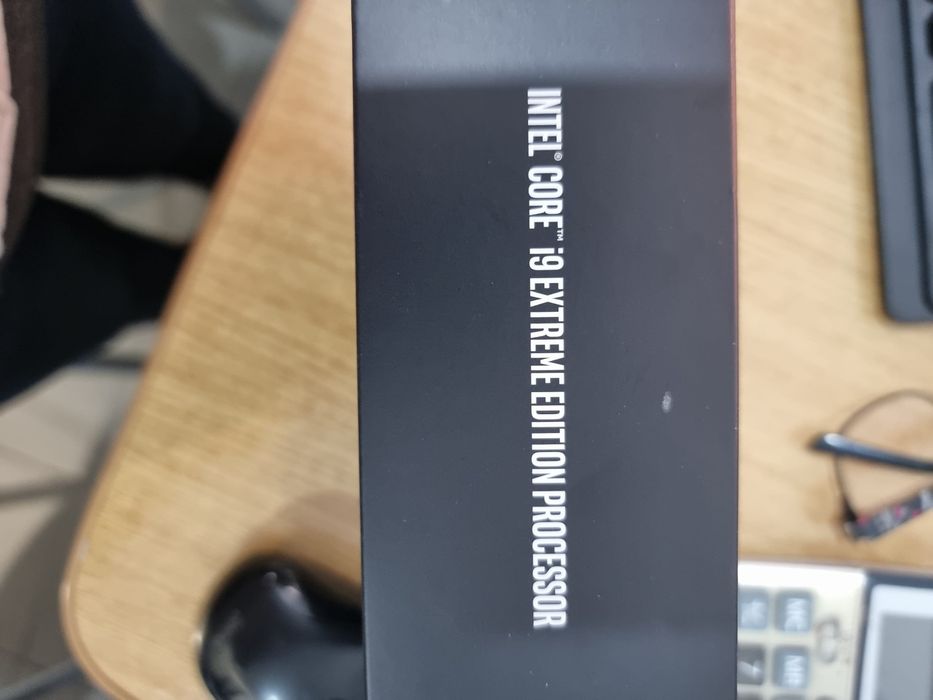 INTEL® CORE™ i9 EXTREME EDITION PROCESSOR